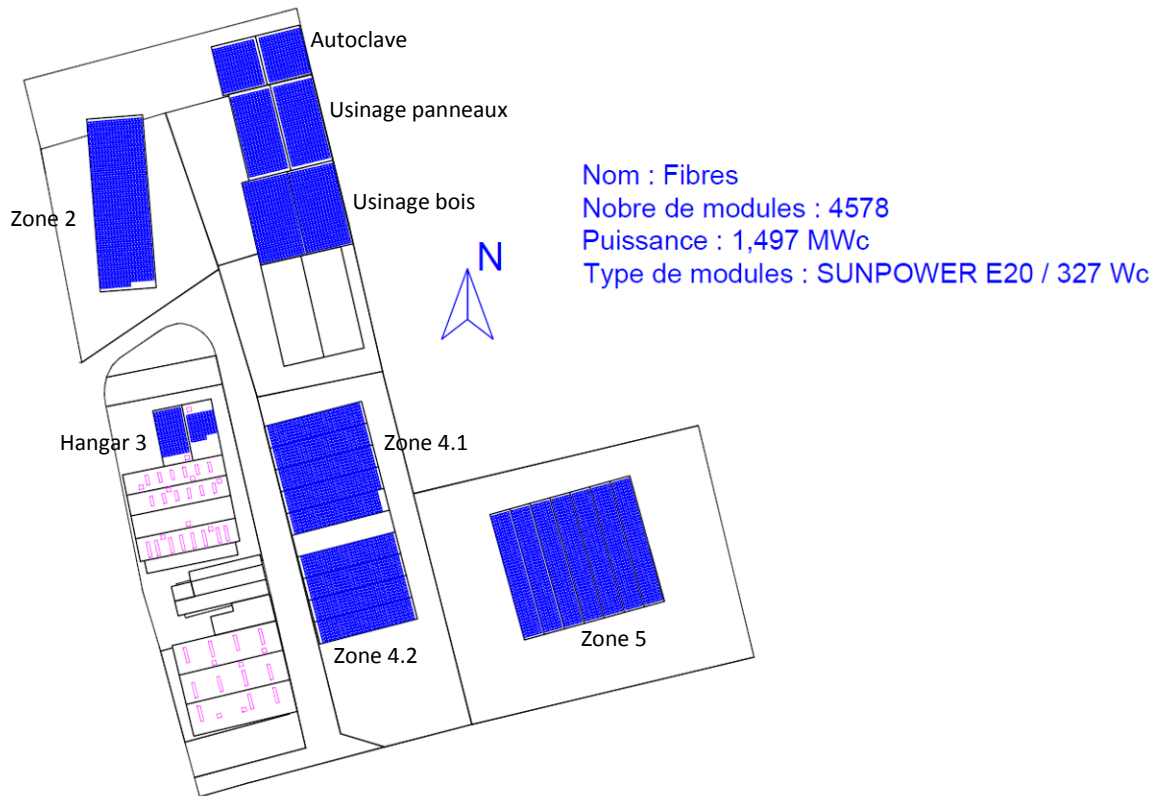 Autoclave
Usinage panneaux
Nom : Fibres
Nobre de modules : 4578
Usinage bois
Zone 2
Puissance : 1,497 MWc
N
Type de modules : SUNPOWER E20 / 327 Wc
Hangar 3
Zone 4.1
Zone 5
Zone 4.2